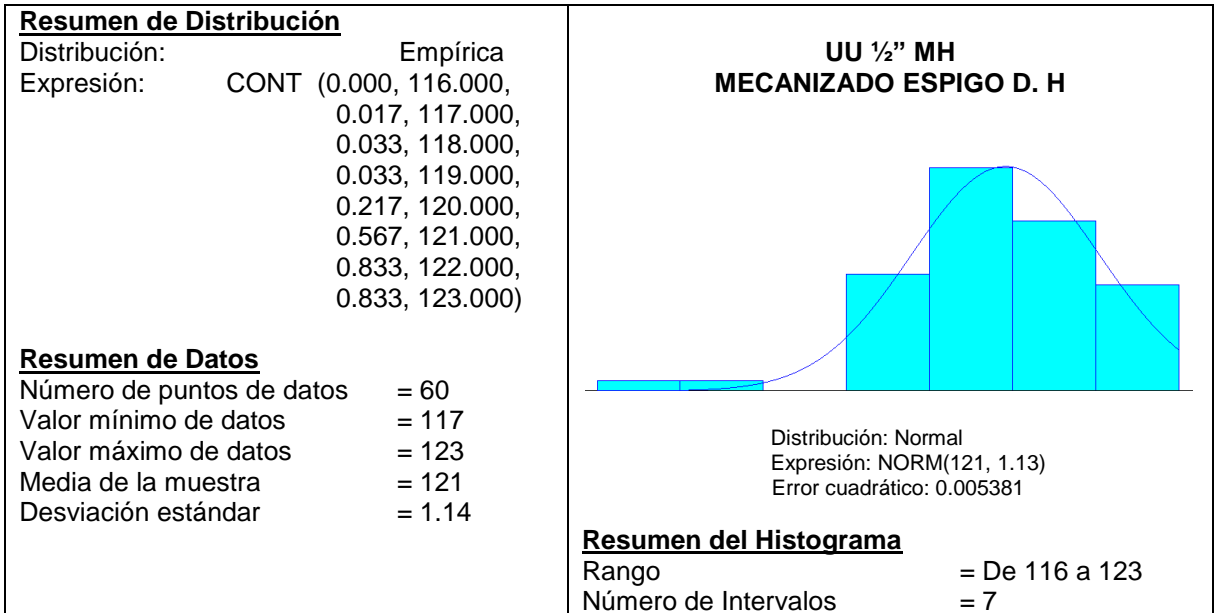 Resumen de Distribución
Distribución: Empírica
Expresión: CONT (0.000, 116.000,
0.017, 117.000,
0.033, 118.000,
0.033, 119.000,
0.217, 120.000,
0.567, 121.000,
0.833, 122.000,
0.833, 123.000)
Resumen de Datos
Número de puntos de datos = 60
Valor mínimo de datos = 117
Valor máximo de datos = 123
Media de la muestra = 121
Desviación estándar = 1.14
UU ½” MH
MECANIZADO ESPIGO D. H
Distribución: Normal
Expresión: NORM(121, 1.13)
Error cuadrático: 0.005381
Resumen del Histograma
Rango = De 116 a 123
Número de Intervalos = 7